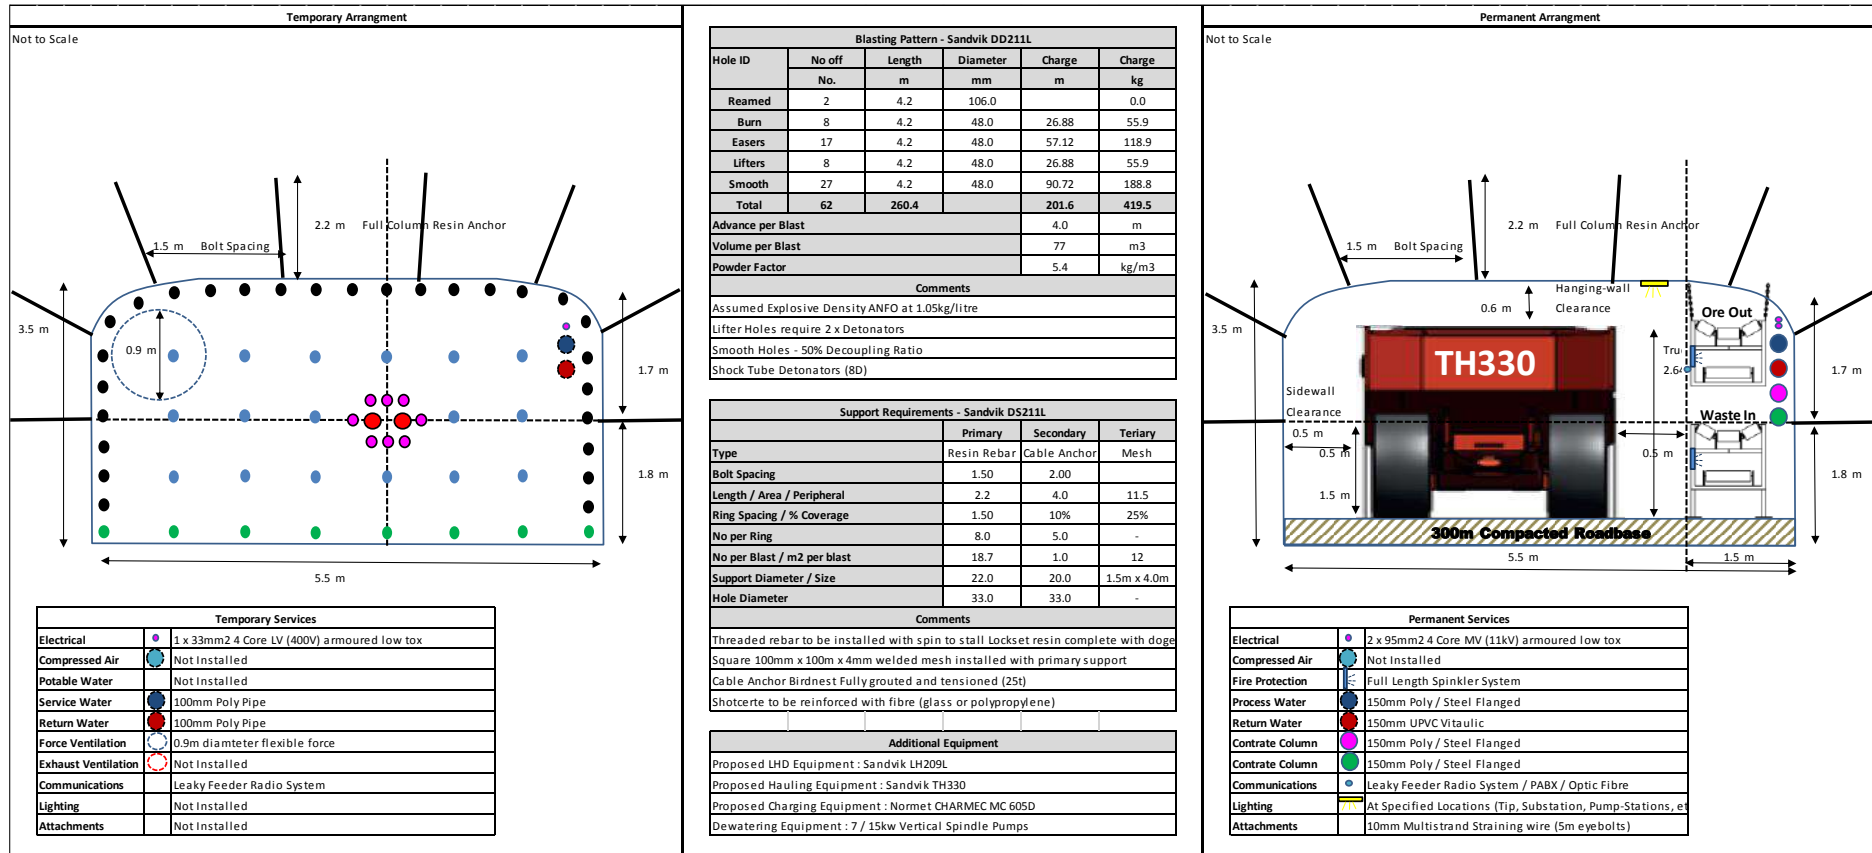 Temporary Arrangment
Not to Scale
2.2 m Full Column Resin Anchor
1.5 m Bolt Spacing
3.5 m
0.9 m
1.7 m
1.8 m
5.5 m
Temporary Services
Electrical 1 x 33mm2 4 Core LV (400V) armoured low tox
Compressed Air Not Installed
Potable Water Not Installed
Service Water 100mm Poly Pipe
Return Water 100mm Poly Pipe
Force Ventilation 0.9m diamteter flexible force
Exhaust Ventilation Not Installed
Communications Leaky Feeder Radio System
Lighting Not Installed
Attachments Not Installed
Blasting Pattern - Sandvik DD211L
Hole ID No off Length Diameter Charge Charge
No. m mm m kg
Reamed 2 4.2 106.0 0.0
Burn 8 4.2 48.0 26.88 55.9
Easers 17 4.2 48.0 57.12 118.9
Lifters 8 4.2 48.0 26.88 55.9
Smooth 27 4.2 48.0 90.72 188.8
Total 62 260.4 201.6 419.5
Advance per Blast 4.0 m
Volume per Blast 77 m3
Powder Factor 5.4 kg/m3
Comments
Assumed Explosive Density ANFO at 1.05kg/litre
Lifter Holes require 2 x Detonators
Smooth Holes - 50% Decoupling Ratio
Shock Tube Detonators (8D)
Support Requirements - Sandvik DS211L
Primary Secondary Teriary
Type Resin Rebar Cable Anchor Mesh
Bolt Spacing 1.50 2.00
Length / Area / Peripheral 2.2 4.0 11.5
Ring Spacing / % Coverage 1.50 10% 25%
No per Ring 8.0 5.0 -
No per Blast / m2 per blast 18.7 1.0 12
Support Diameter / Size 22.0 20.0 1.5m x 4.0m
Hole Diameter 33.0 33.0 -
Comments
Threaded rebar to be installed with spin to stall Lockset resin complete with doge
Square 100mm x 100m x 4mm welded mesh installed with primary support
Cable Anchor Birdnest Fully grouted and tensioned (25t)
Shotcerte to be reinforced with fibre (glass or polypropylene)
Additional Equipment
Proposed LHD Equipment : Sandvik LH209L
Proposed Hauling Equipment : Sandvik TH330
Proposed Charging Equipment : Normet CHARMEC MC 605D
Dewatering Equipment : 7 / 15kw Vertical Spindle Pumps
Permanent Arrangment
Not to Scale
2.2 m Full Column Resin Anchor
1.5 m Bolt Spacing
Hanging-wall
0.6 m Clearance
Ore Out
3.5 m
TH330
Tru
2.6
1.7 m
Sidewall
Clearance
Waste In
0.5 m
0.5 m
0.5 m
1.5 m
1.8 m
300m Compacted Roadbase
5.5 m
1.5 m
Permanent Services
Electrical 2 x 95mm2 4 Core MV (11kV) armoured low tox
Compressed Air Not Installed
Fire Protection Full Length Spinkler System
Process Water 150mm Poly / Steel Flanged
Return Water 150mm UPVC Vitaulic
Contrate Column 150mm Poly / Steel Flanged
Contrate Column 150mm Poly / Steel Flanged
Communications Leaky Feeder Radio System / PABX / Optic Fibre
Lighting At Specified Locations (Tip, Substation, Pump-Stations, et
Attachments 10mm Multistrand Straining wire (5m eyebolts)